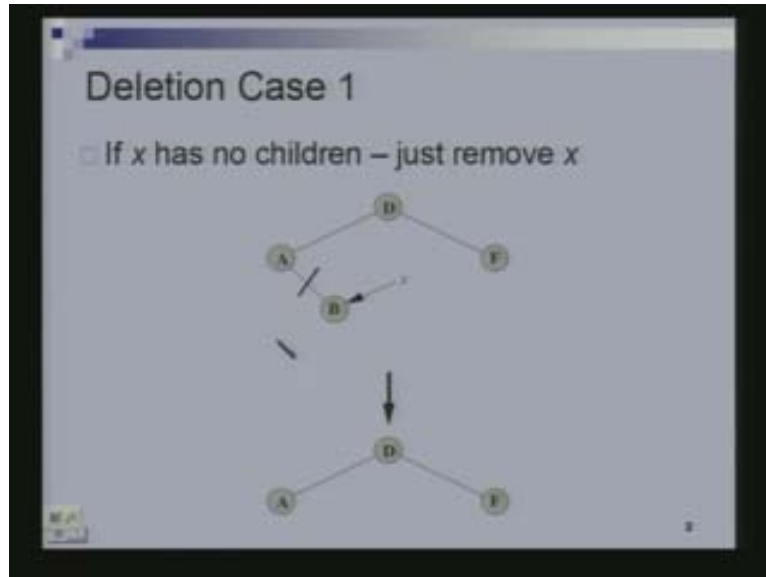 Deletion Case 1
If x has no children – just remove x
D
A
F
x
B
D
A
F